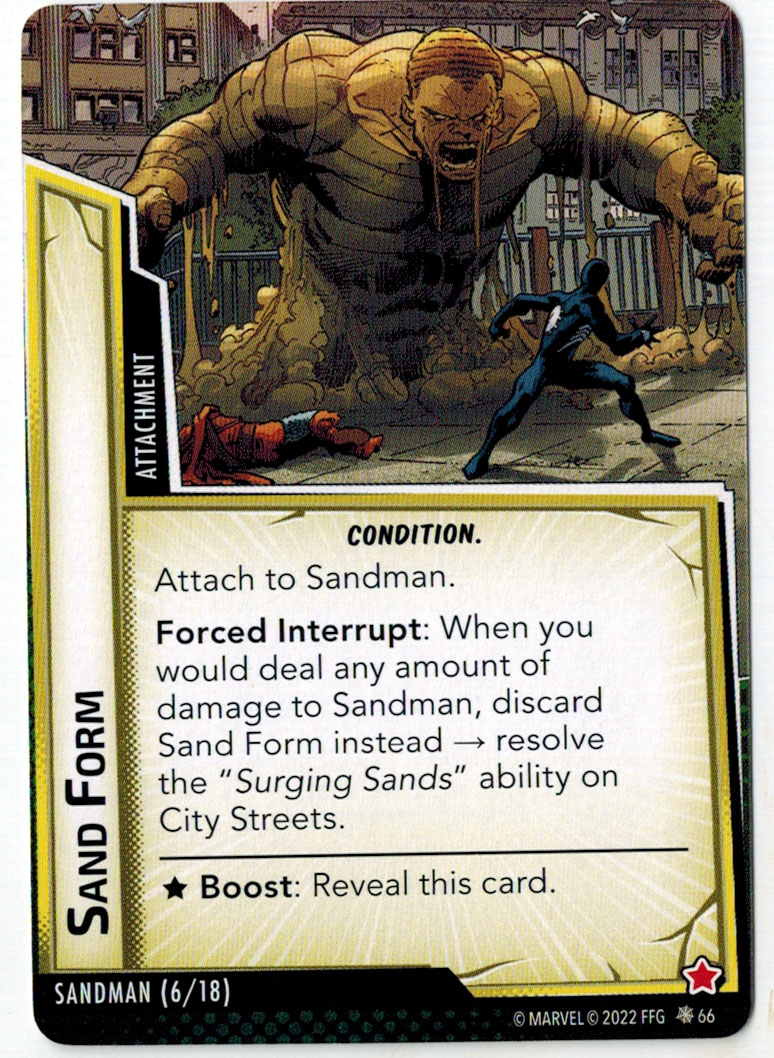 ATTACHMENT
CONDITION.
Attach to Sandman.
Forced Interrupt: When you
would deal any amount of
damage to Sandman, discard
Sand Form instead → resolve
the "Surging Sands" ability on
City Streets.
★ Boost: Reveal this card.
SAND FORM
SANDMAN (6/18)
© MARVEL © 2022 FFG 66